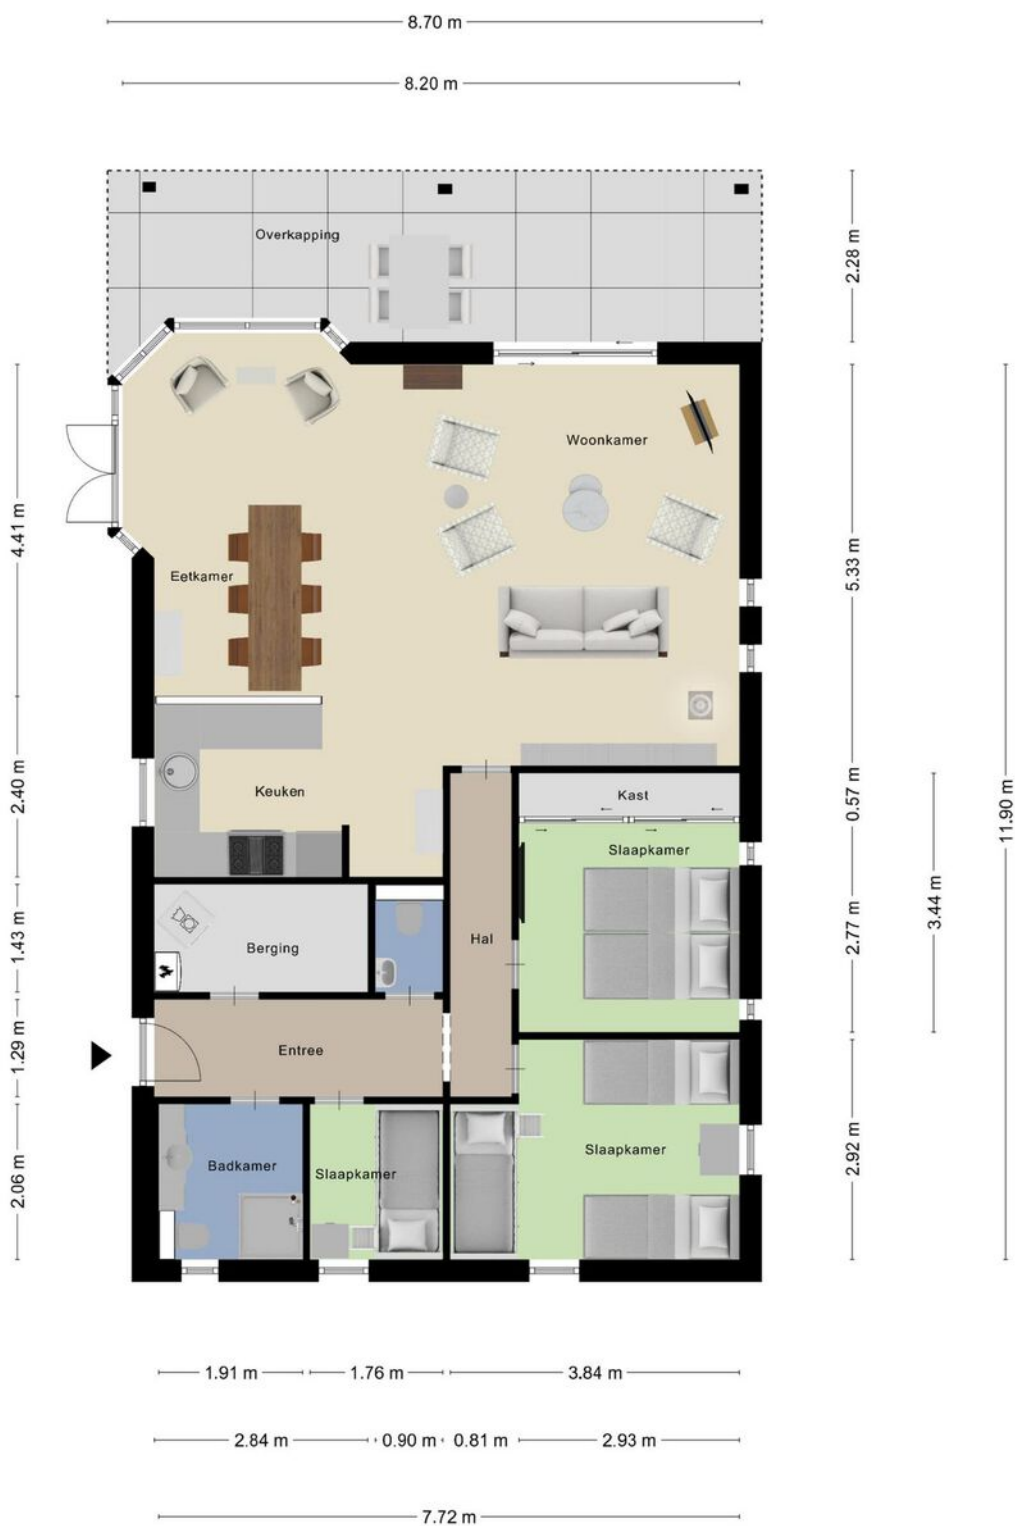 8.70 m
8.20 m
Overkapping
2.28 m
Woonkamer
4.41 m
5.33 m
Eetkamer
2.40 m
Keuken
Kast
0.57 m
11.90 m
Slaapkamer
3.44 m
1.43 m
Berging
Hal
2.77 m
1.29 m
Entree
2.06 m
Badkamer
Slaapkamer
Slaapkamer
2.92 m
1.91 m
1.76 m
3.84 m
2.84 m
0.90 m
0.81 m
2.93 m
7.72 m